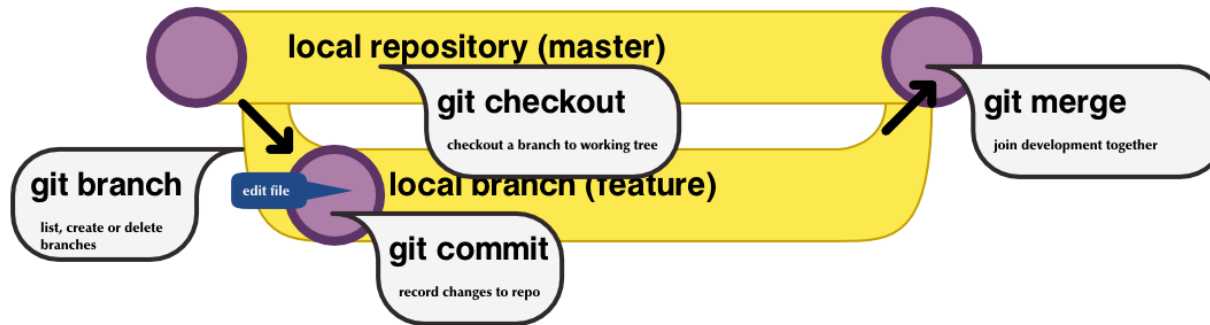 local repository (master)
git checkout
checkout a branch to working tree
git merge
join development together
git branch
list, create or delete
branches
edit file
local branch (feature)
git commit
record changes to repo